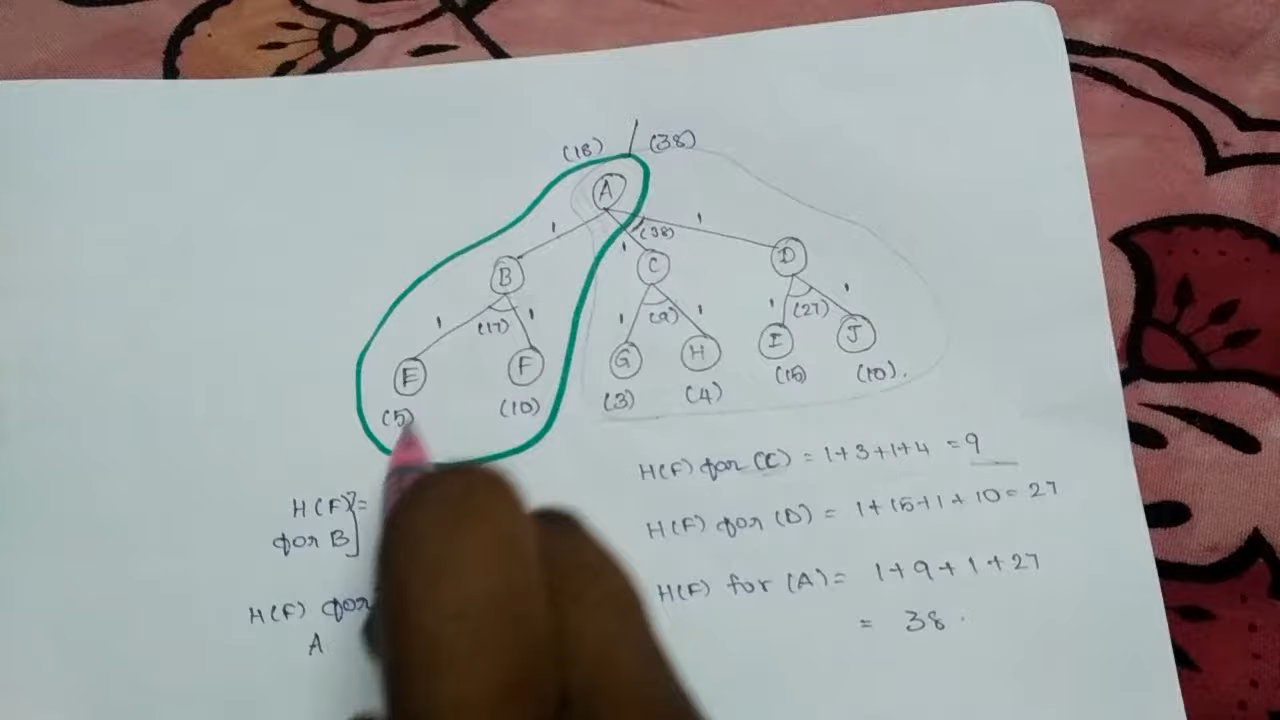 (18) (38)
A
1 1 1
(38)
B C D
1 (17) 1 1 (9) 1 1 (27) 1
E F G H I J
(5) (10) (3) (4) (15) (10).
H(F) for (C) = 1+3+1+4 = 9
H(F) =
for B
H(F) for (D) = 1+15+1+10 = 27
H(F) for (A) = 1+9+1+27
= 38.
H(F) for
A